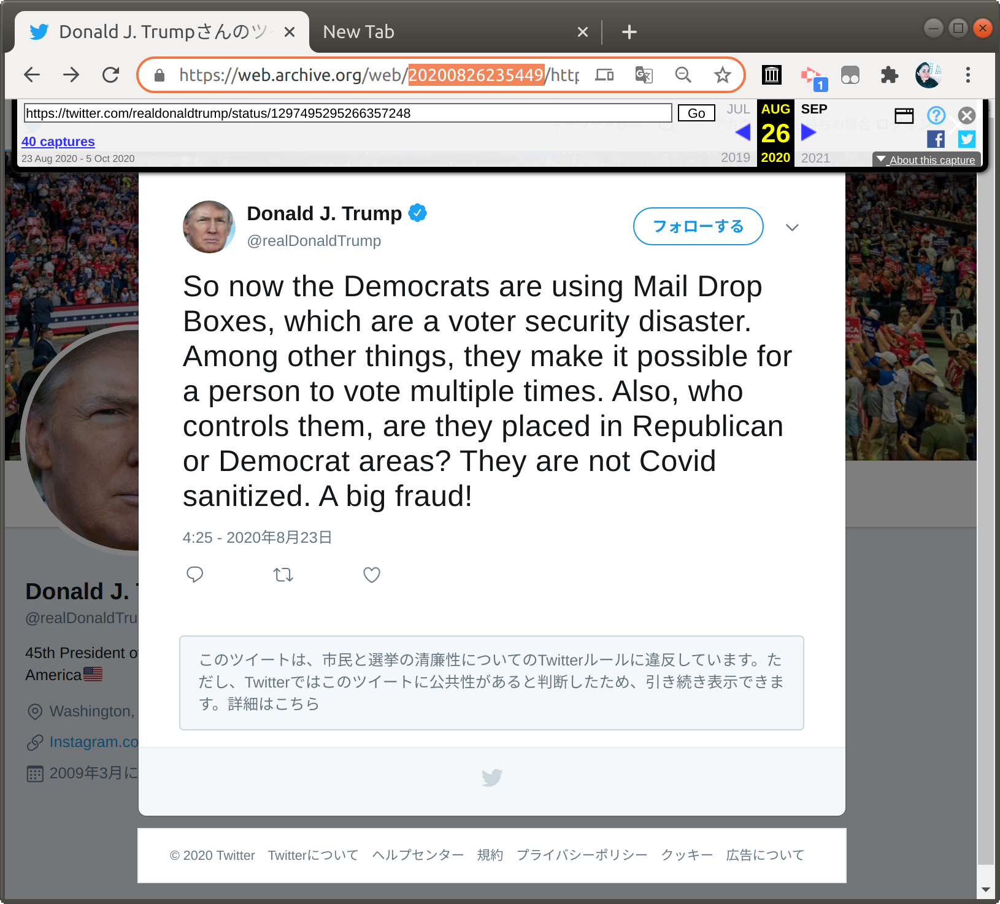 Donald J. Trumpさんのツ
New Tab
https://web.archive.org/web/20200826235449/http
https://twitter.com/realdonaldtrump/status/1297495295266357248
Go
JUL
AUG
SEP
26
40 captures
23 Aug 2020 - 5 Oct 2020
2019
2020
2021
About this capture
1
Donald J. Trump
@realDonaldTrump
フォローする
So now the Democrats are using Mail Drop
Boxes, which are a voter security disaster.
Among other things, they make it possible for
a person to vote multiple times. Also, who
controls them, are they placed in Republican
or Democrat areas? They are not Covid
sanitized. A big fraud!
4:25 - 2020年8月23日
このツイートは、市民と選挙の清廉性についてのTwitterルールに違反しています。た
だし、Twitterではこのツイートに公共性があると判断したため、引き続き表示できま
す。詳細はこちら
Donald J.
@realDonaldTru
45th President o
America
Washington,
Instagram.co
2009年3月に
© 2020 Twitter Twitterについて ヘルプセンター 規約 プライバシーポリシー クッキー 広告について